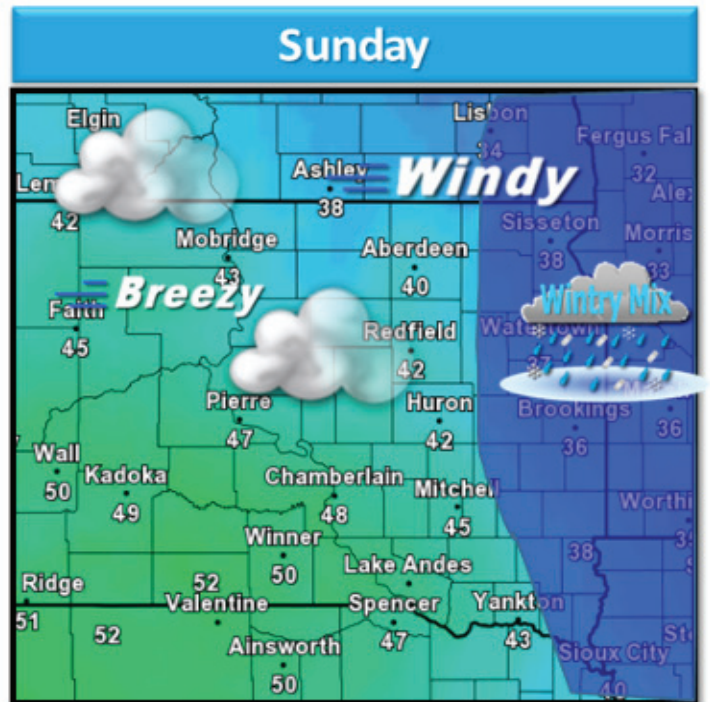 Sunday
Elgin
Lisbon
34
Fergus Fal
32
Ashley
38
Windy
Lem
42
Ale
Sisseton
38
Morris
33
Mobridge
43
Aberdeen
40
Breezy
Faith
45
Wintry Mix
Redfield
42
Watertown
37
Pierre
47
Huron
42
Brookings
36
36
Wall
50
Kadoka
49
Chamberlain
48
Mitchell
45
Worthi
Winner
50
38
Lake Andes
Ridge
51
52
Valentine
52
Spencer
47
Yankton
43
Ainsworth
50
Sioux City
40